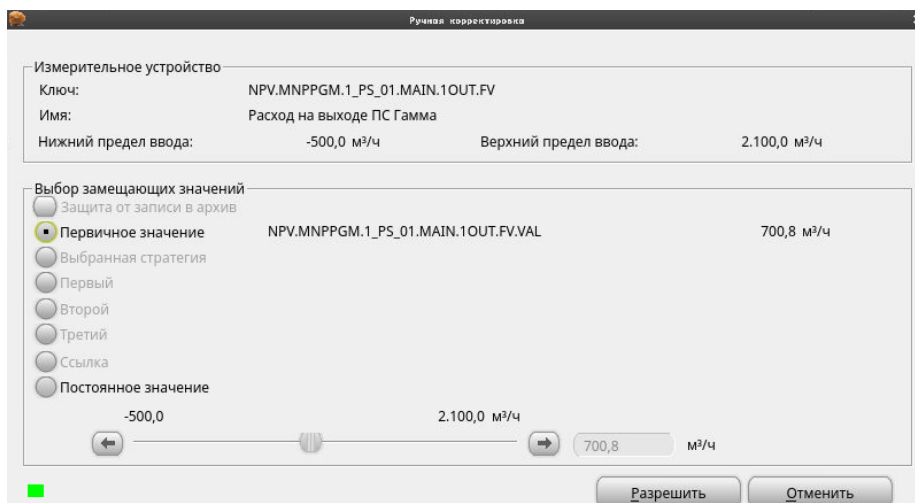 Ручная корректировка
Измерительное устройство
Ключ: NPV.MNPPGM.1_PS_01.MAIN.1OUT.FV
Имя: Расход на выходе ПС Гамма
Нижний предел ввода: -500,0 м³/ч Верхний предел ввода: 2.100,0 м³/ч
Выбор замещающих значений
Защита от записи в архив
Первичное значение NPV.MNPPGM.1_PS_01.MAIN.1OUT.FV.VAL 700,8 м³/ч
Выбранная стратегия
Первый
Второй
Третий
Ссылка
Постоянное значение
-500,0 2.100,0 м³/ч
700,8 м³/ч
Разрешить Отменить